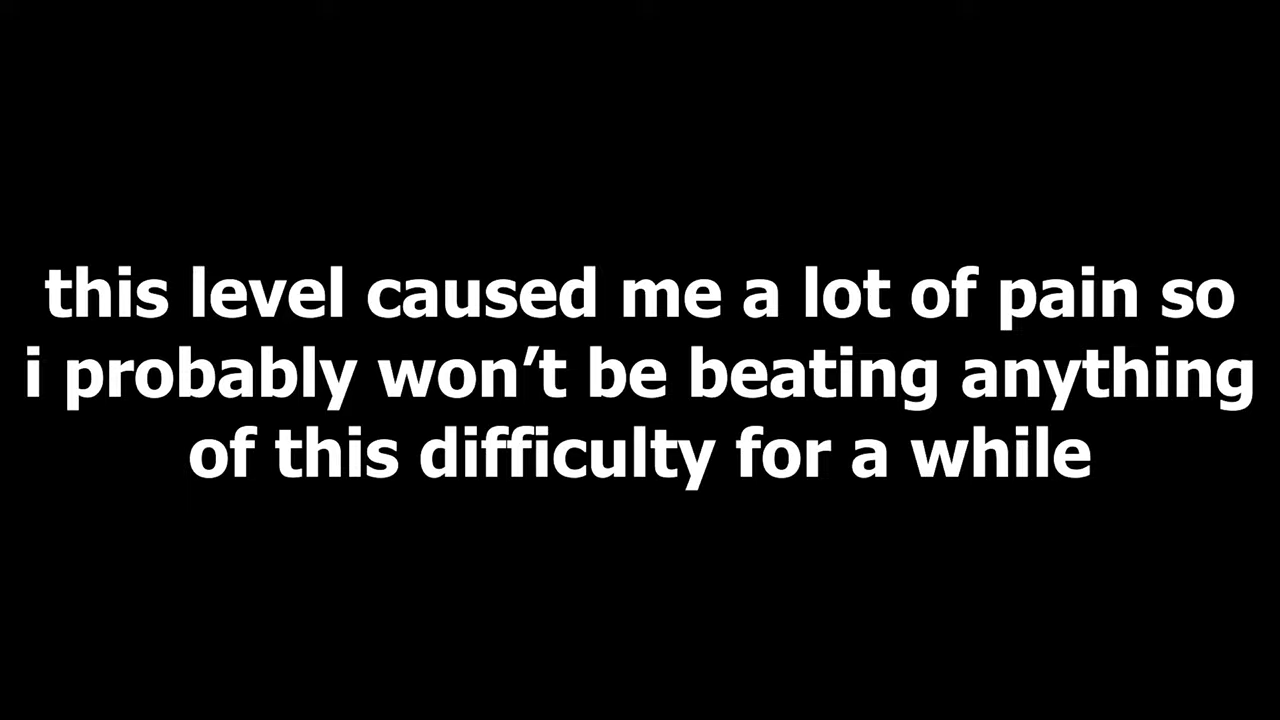 this level caused me a lot of pain so
i probably won’t be beating anything
of this difficulty for a while